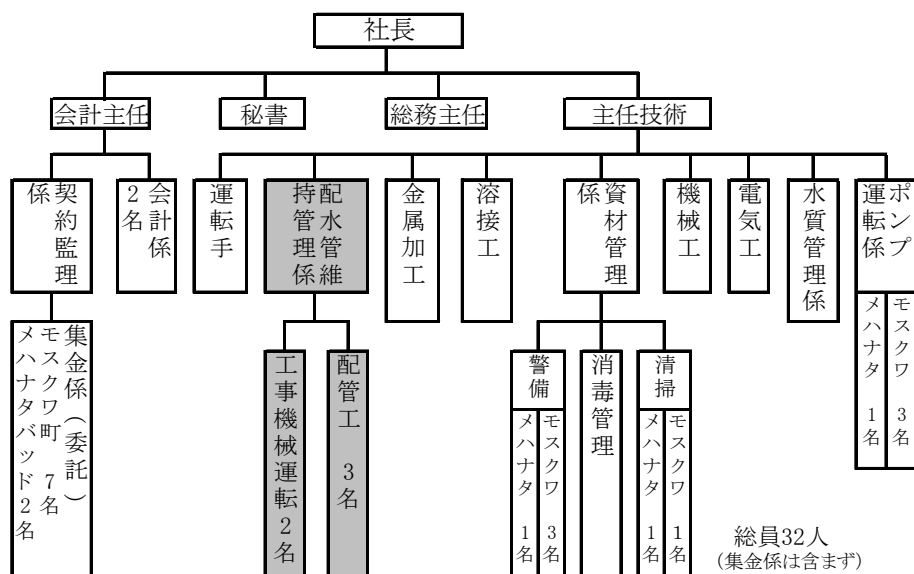 社長
会計主任
秘書
総務主任
主任技術
契約監理
係
会計係
2名
運転手
配水管維
持管理係
金属加工
溶接工
資材管理
係
機械工
電気工
水質管理係
ポンプ
運転係
メハナタ 1名
モスクワ 3名
集金係(委託)
モスクワ町 7名
メハナタバッド2名
工事機械運転2名
配管工 3名
警備
メハナタ 1名
モスクワ 3名
消毒管理
清掃
メハナタ 1名
モスクワ 1名
総員32人
(集金係は含まず)